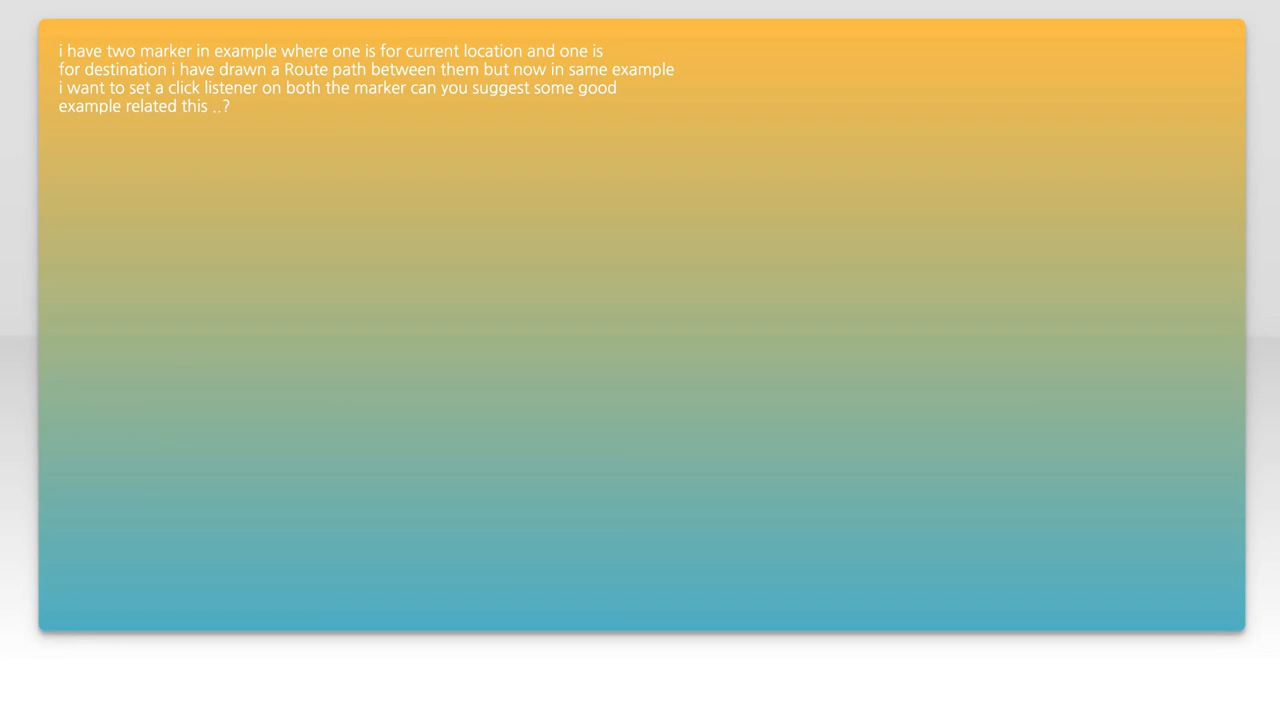 i have two marker in example where one is for current location and one is
for destination i have drawn a Route path between them but now in same example
i want to set a click listener on both the marker can you suggest some good
example related this ..?